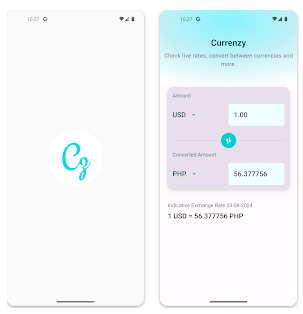 10:27 G
Cz
10:27 G
Currenzy
Check live rates, convert between currencies and
more.
Amount
USD
1.00
Converted Amount
PHP
56.377756
Indicative Exchange Rate 23-08-2024
1 USD = 56.377756 PHP